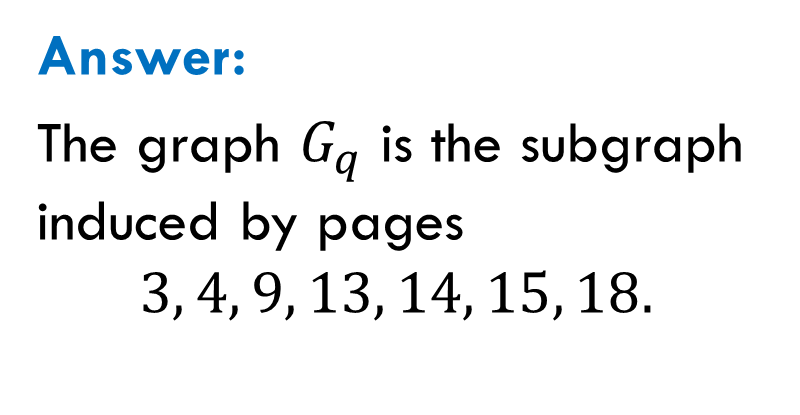 Answer:
The graph G_q is the subgraph
induced by pages
3, 4, 9, 13, 14, 15, 18.